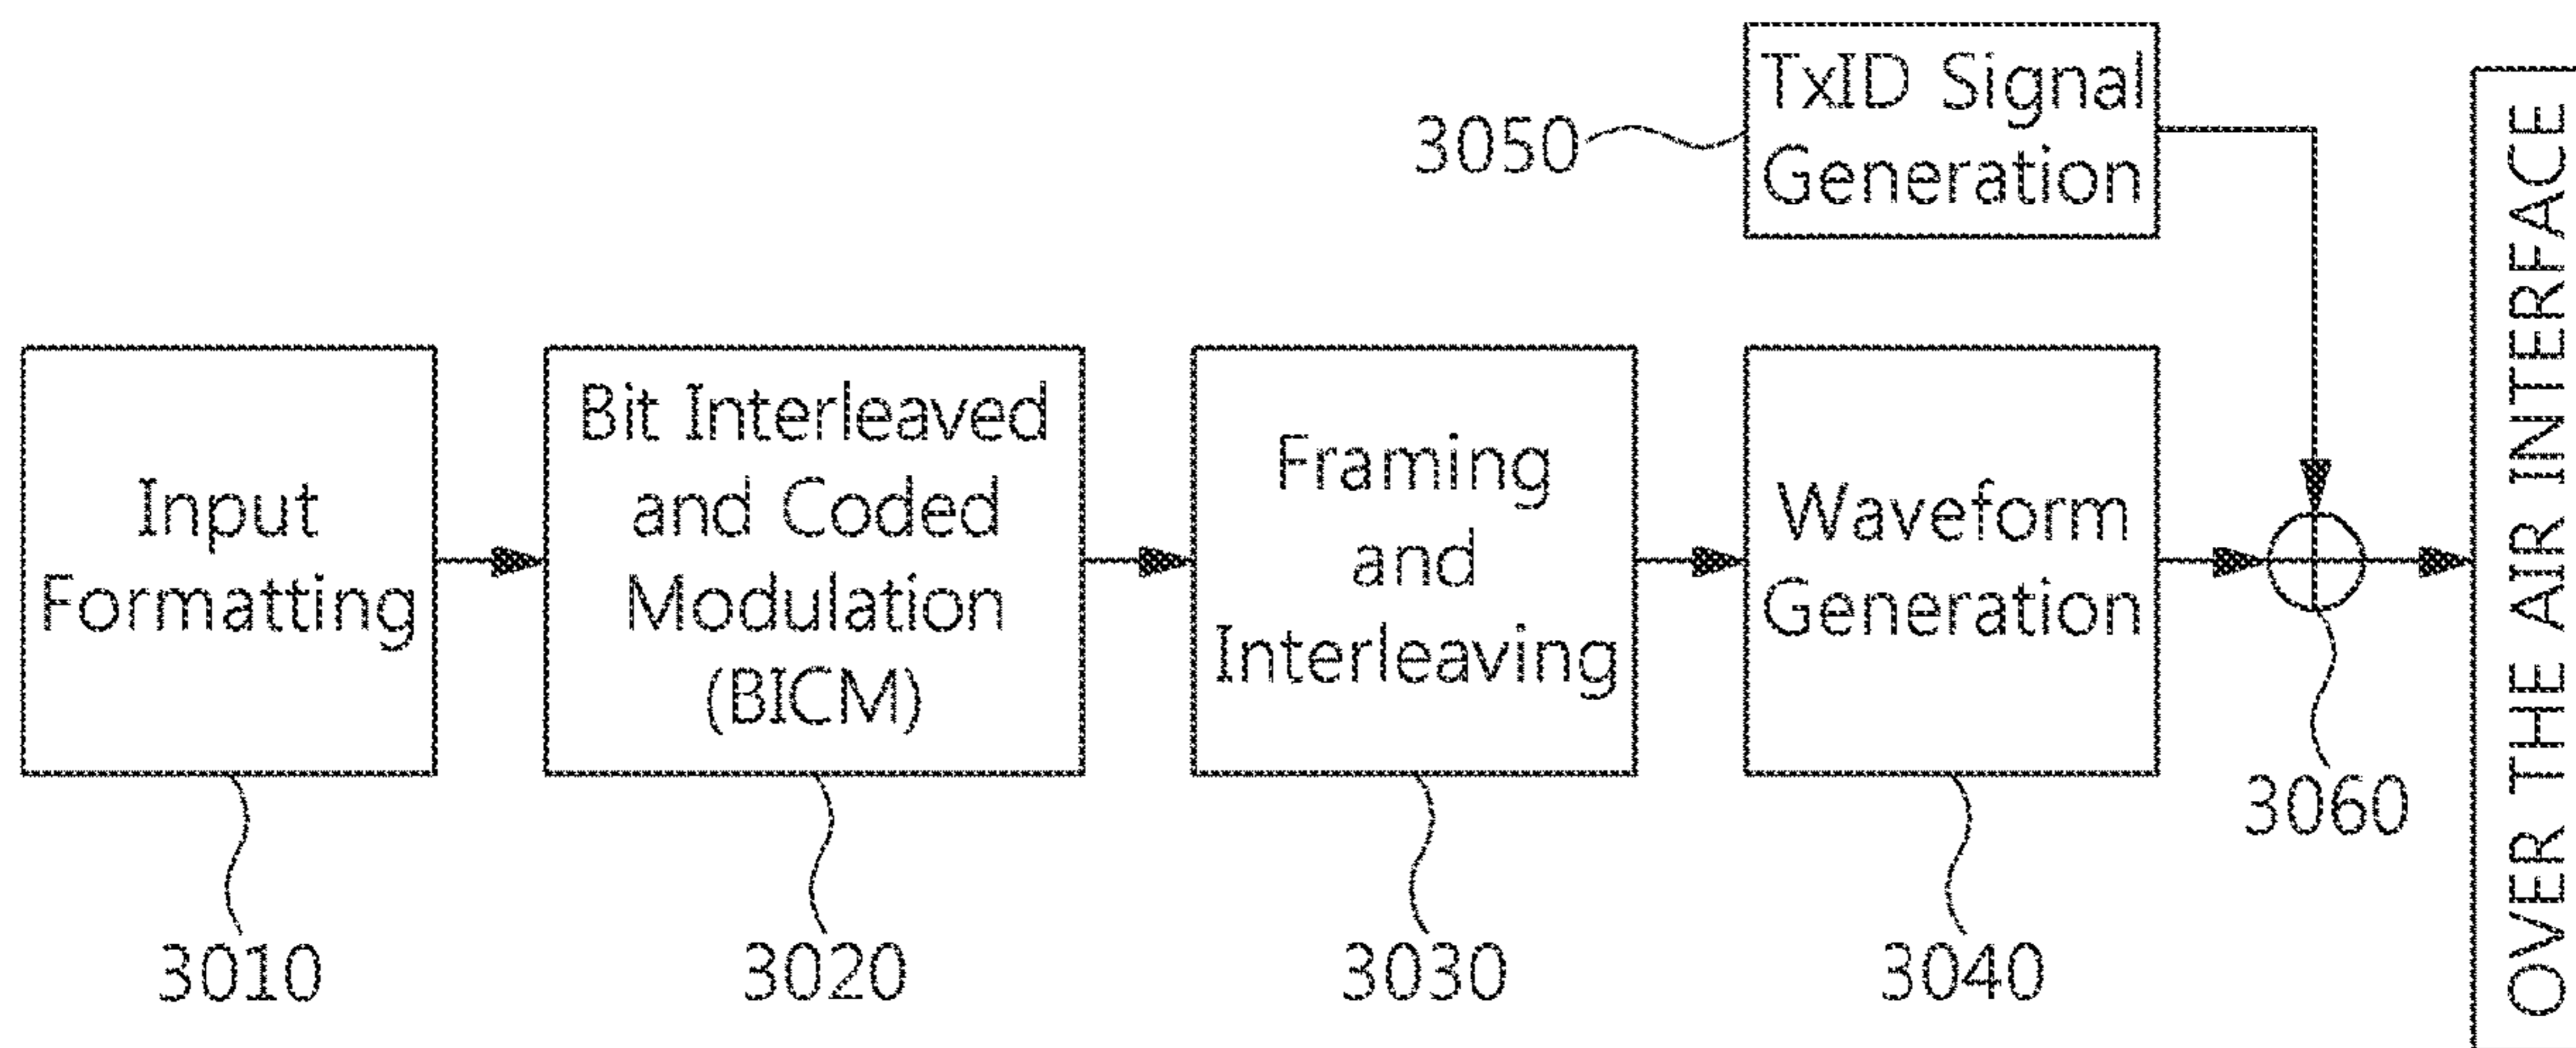 TxID Signal
Generation
3050
Input
Formatting
Bit Interleaved
and Coded
Modulation
(BICM)
Framing
and
Interleaving
Waveform
Generation
OVER THE AIR INTERFACE
3060
3010
3020
3030
3040